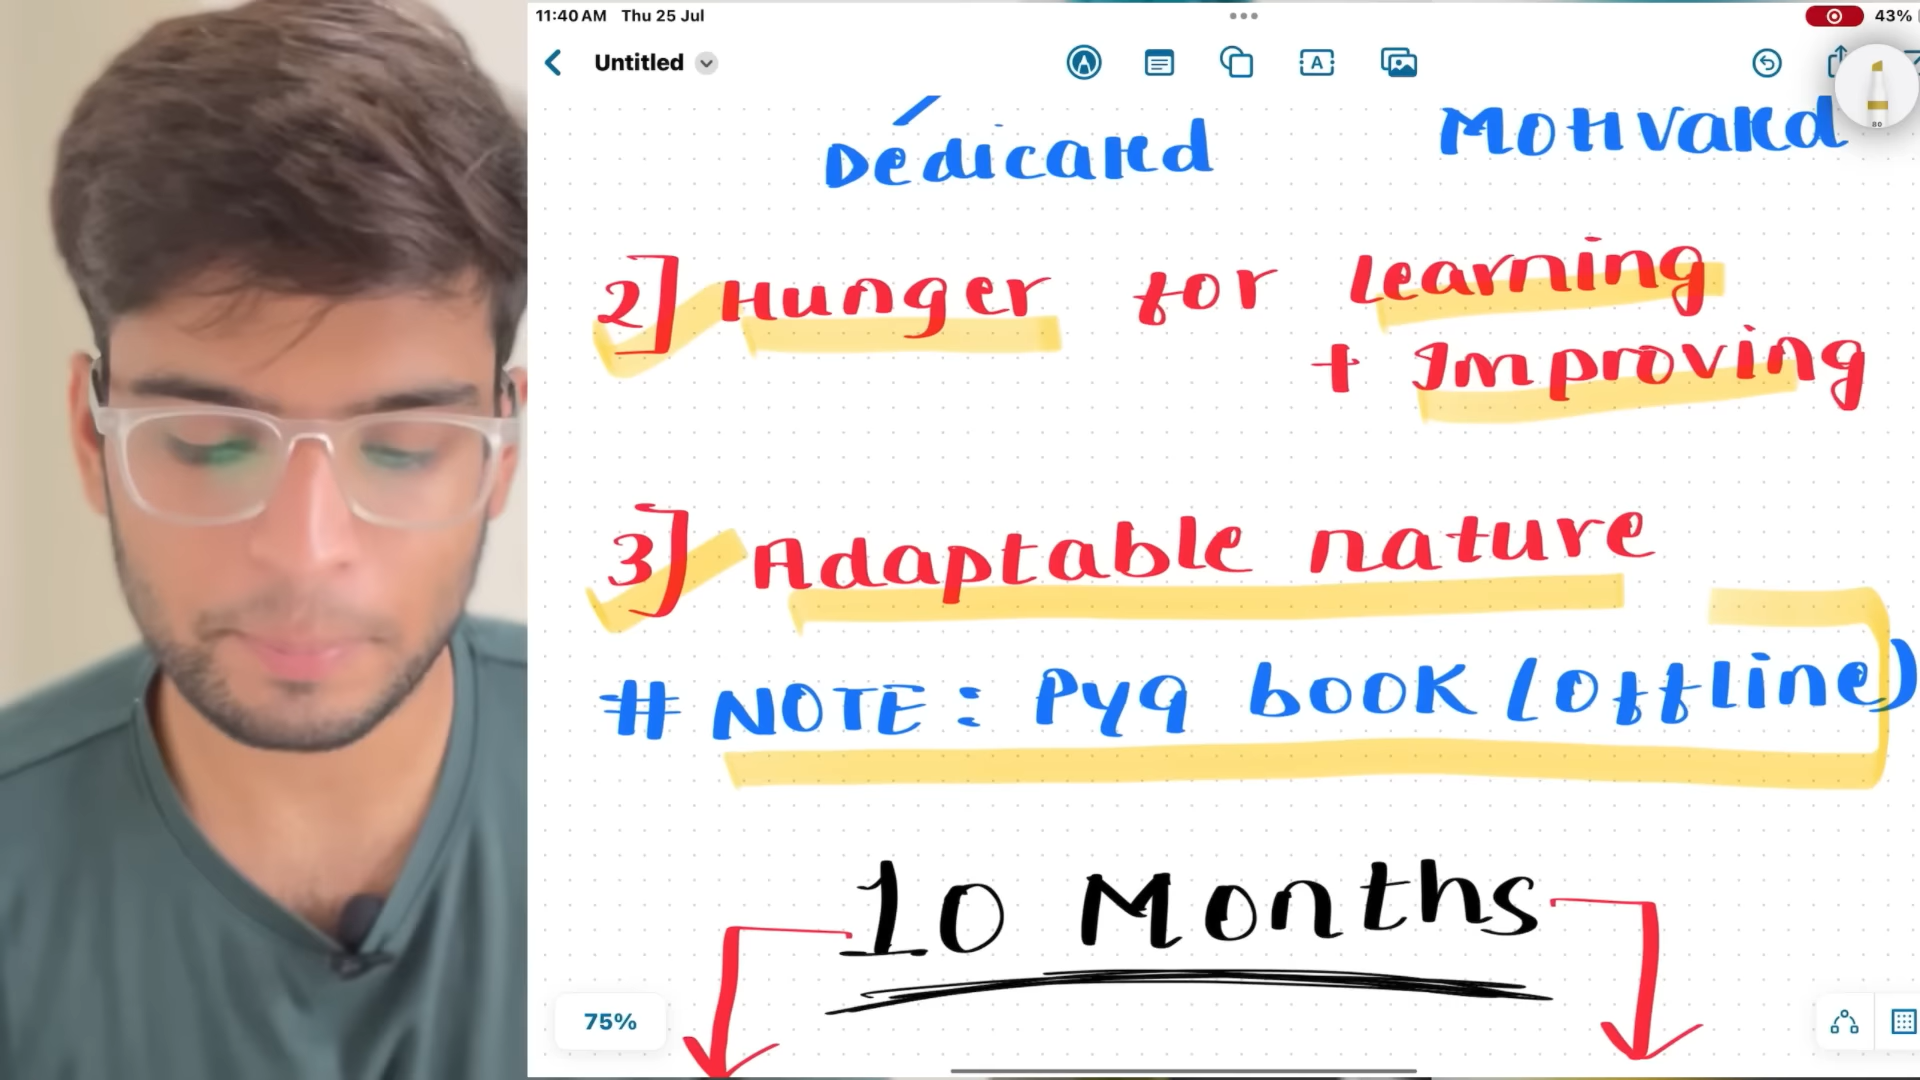 11:40 AM Thu 25 Jul
43%
Untitled
A
80
Dedicated
Motivated
2] Hunger for Learning
+ Improving
3] Adaptable nature
# NOTE: PYQ book (offline)
10 Months
75%